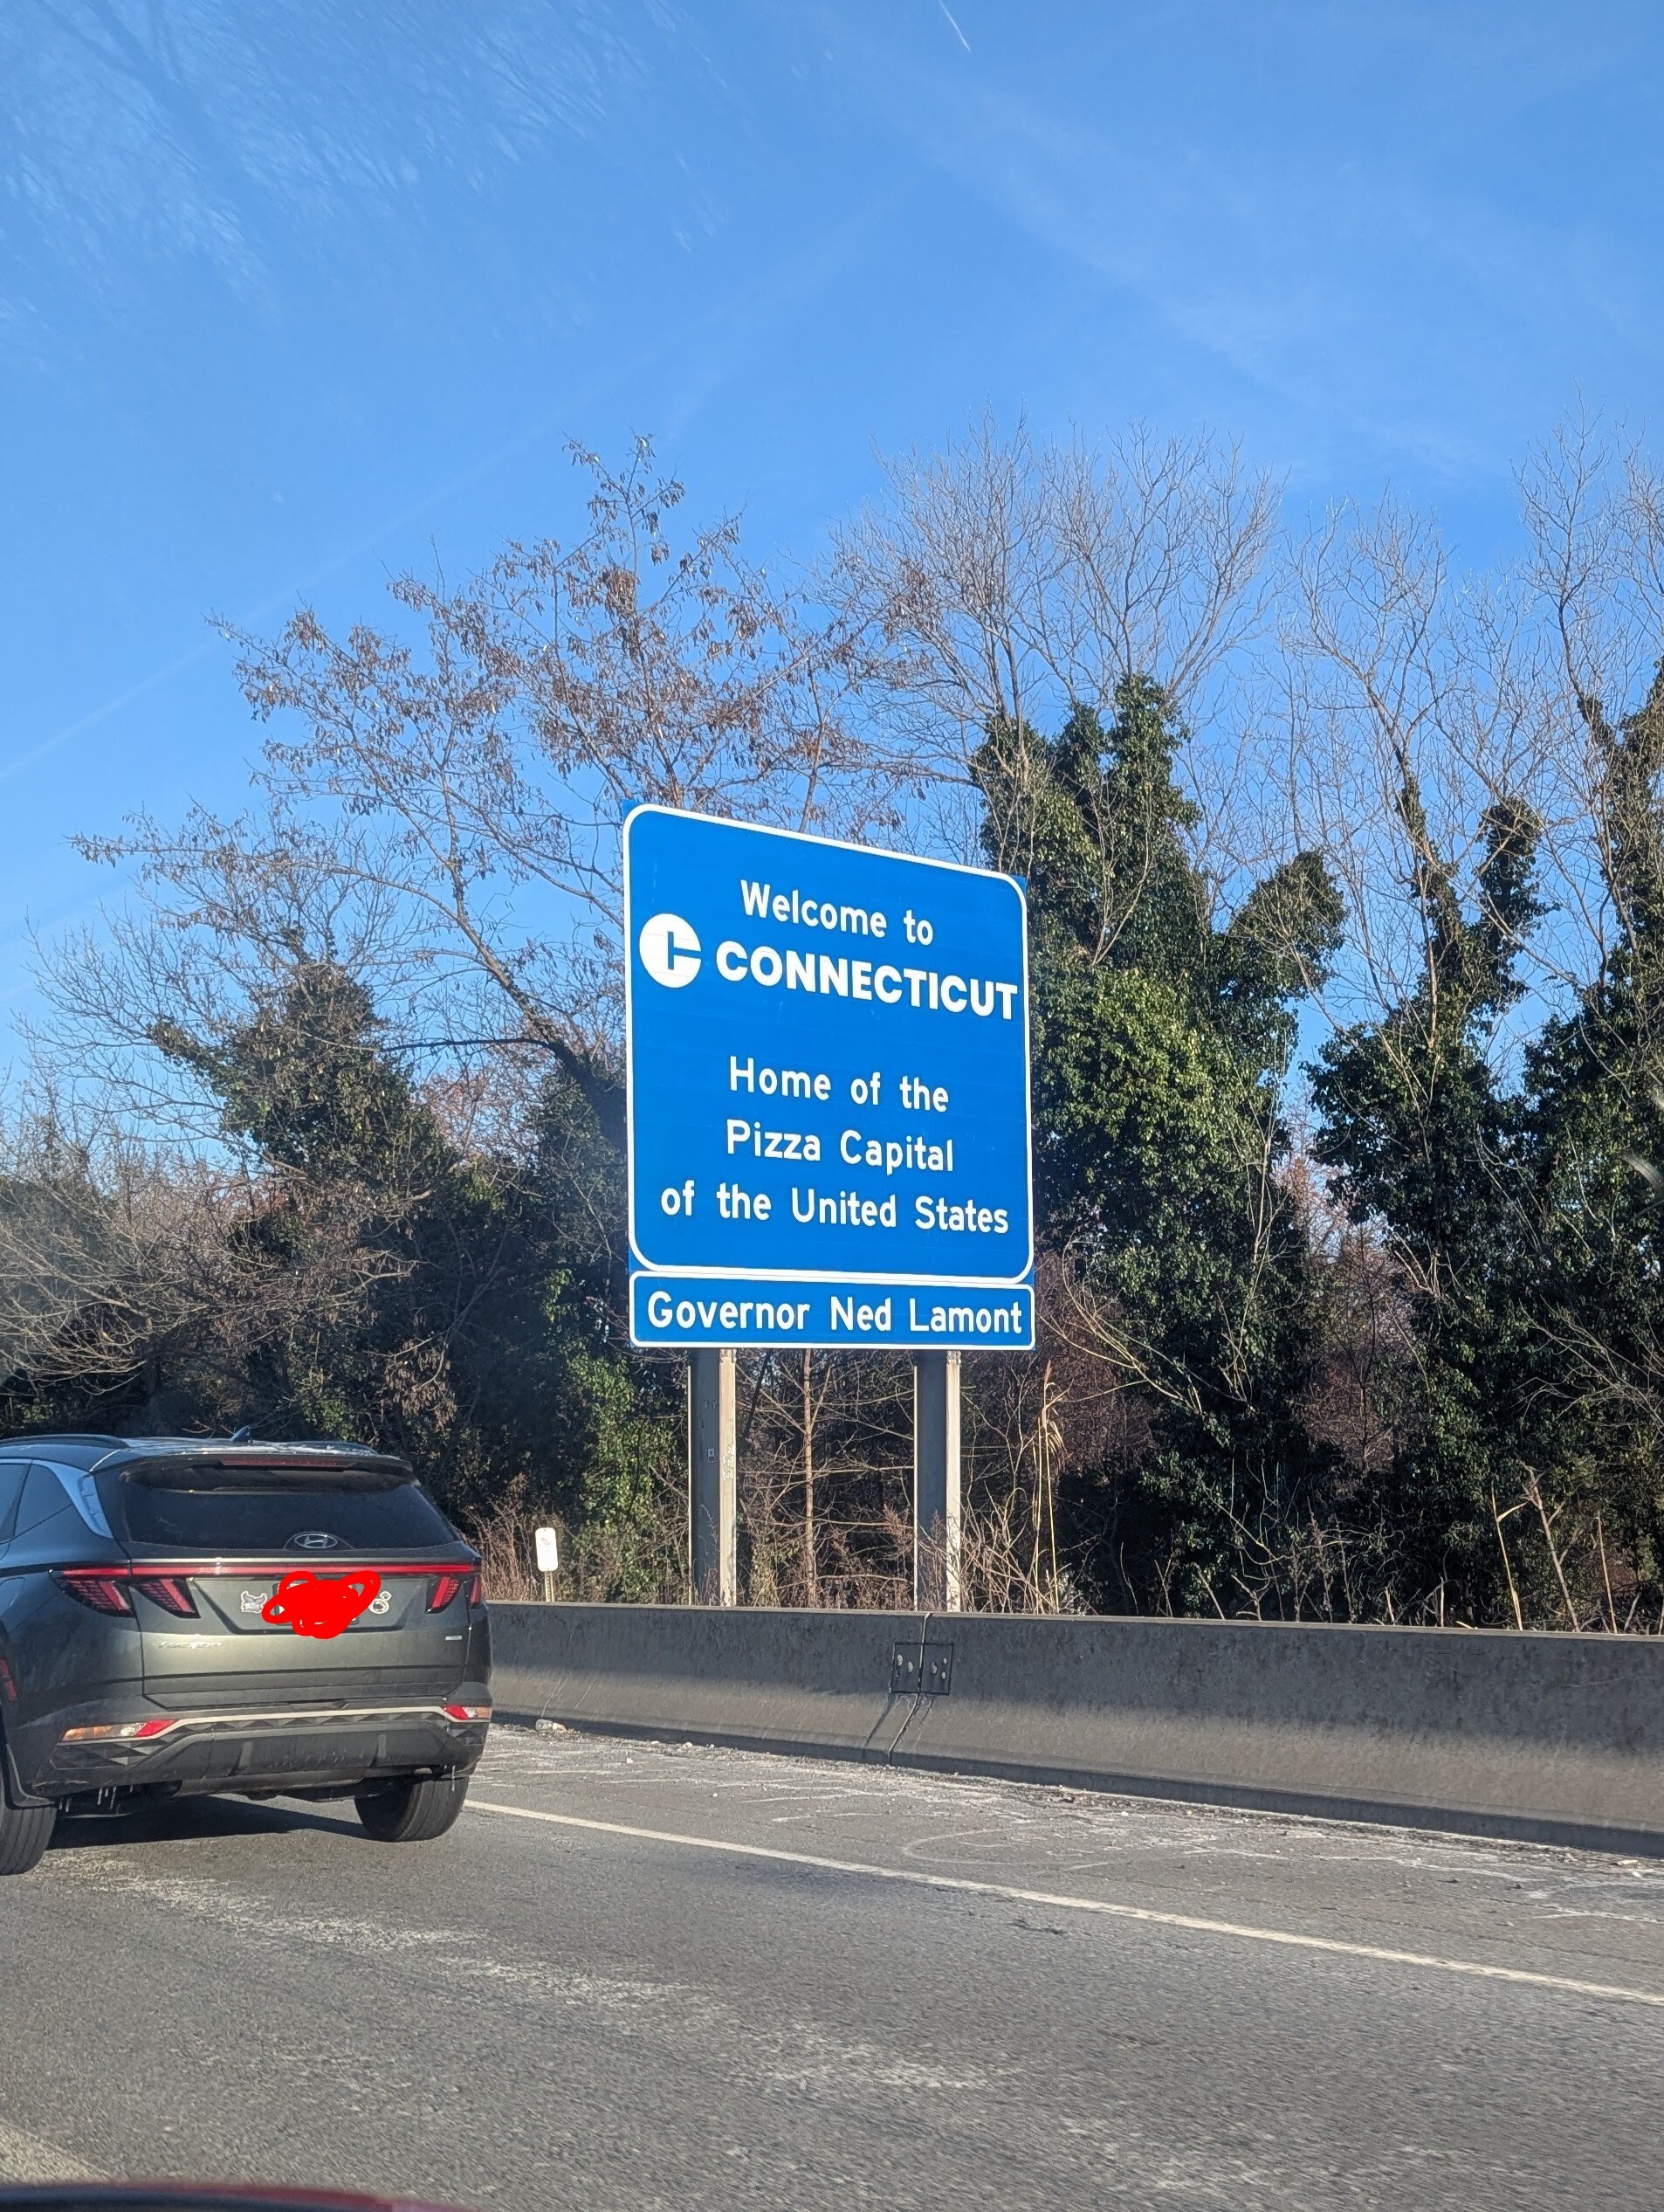 Welcome to
CONNECTICUT
Home of the
Pizza Capital
of the United States
Governor Ned Lamont